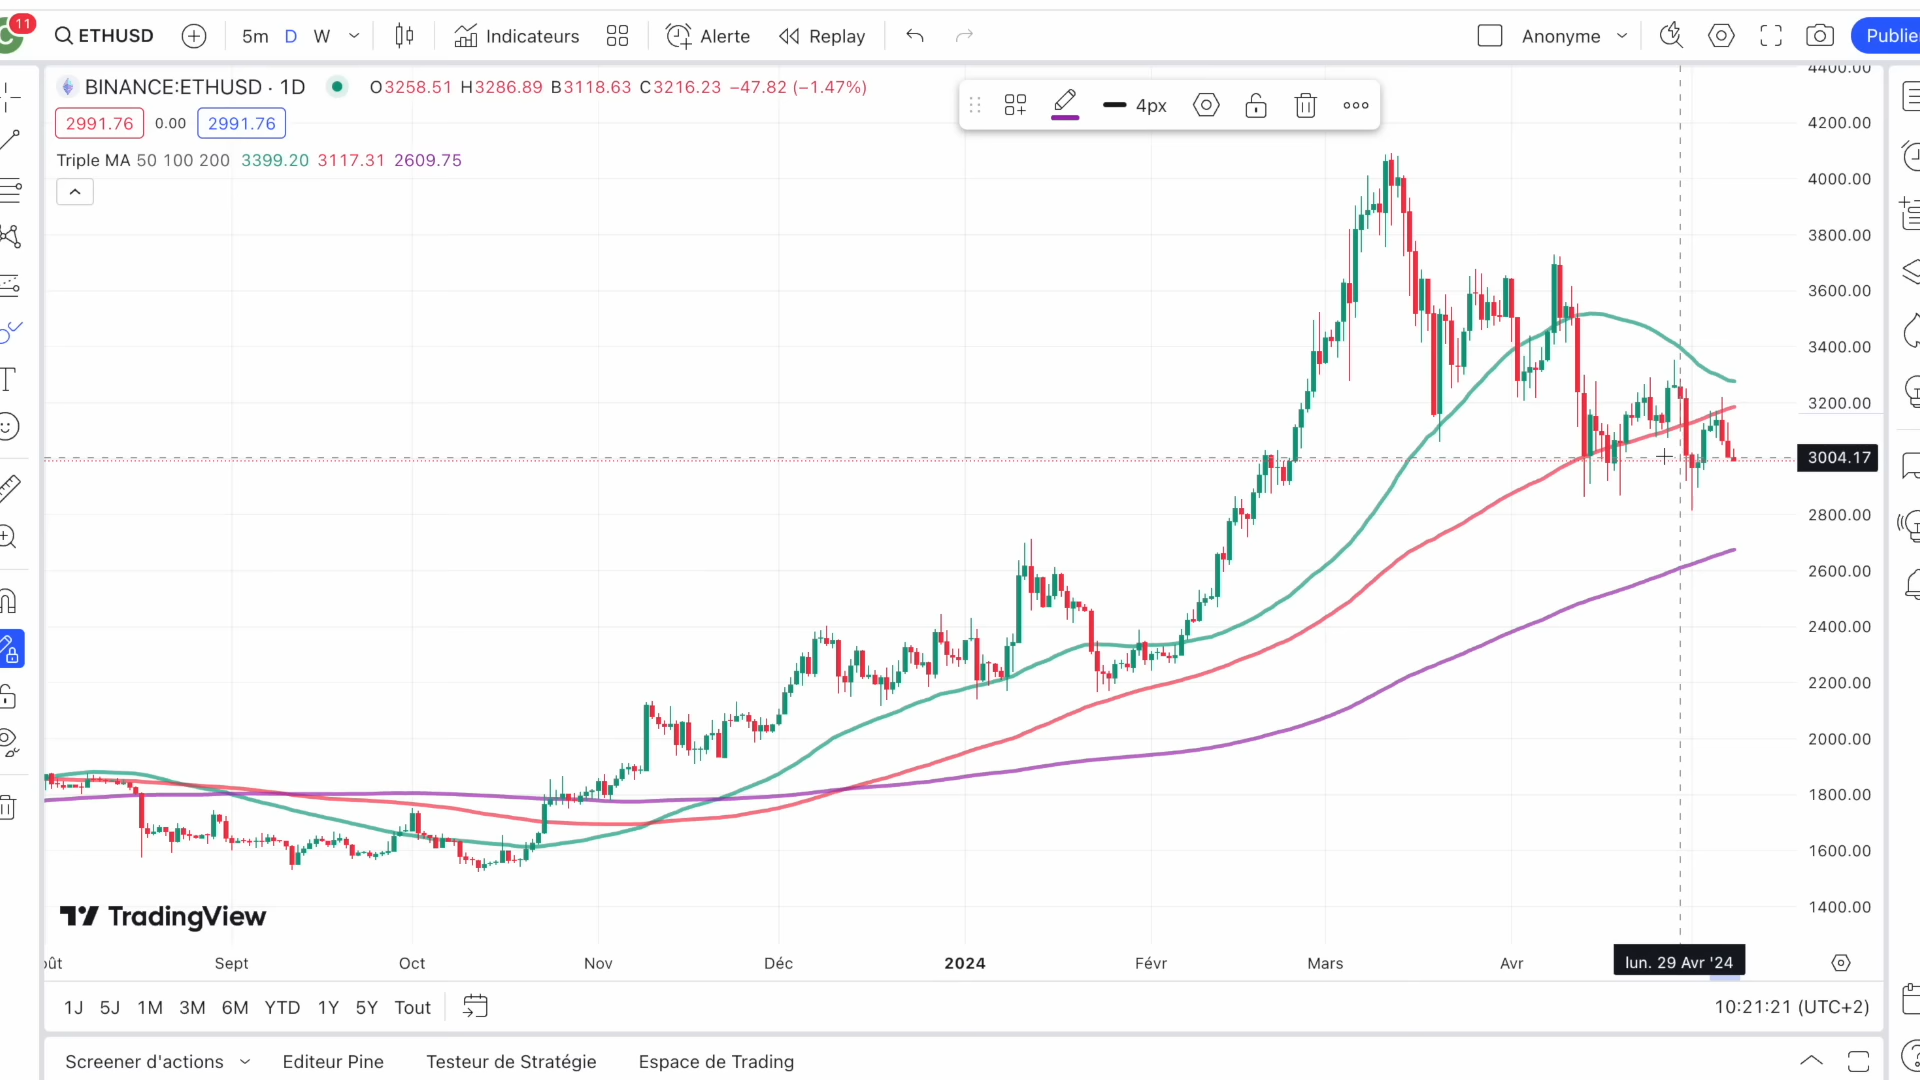 11
ETHUSD
5m D W
Indicateurs
Alerte
Replay
Anonyme
Publier
BINANCE:ETHUSD · 1D
O3258.51 H3286.89 B3118.63 C3216.23 −47.82 (−1.47%)
2991.76 0.00 2991.76
Triple MA 50 100 200 3399.20 3117.31 2609.75
4px
4400.00
4200.00
4000.00
3800.00
3600.00
3400.00
3200.00
3004.17
2800.00
2600.00
2400.00
2200.00
2000.00
1800.00
1600.00
1400.00
TradingView
oût Sept Oct Nov Déc 2024 Févr Mars Avr lun. 29 Avr '24
1J 5J 1M 3M 6M YTD 1Y 5Y Tout
10:21:21 (UTC+2)
Screener d'actions Editeur Pine Testeur de Stratégie Espace de Trading